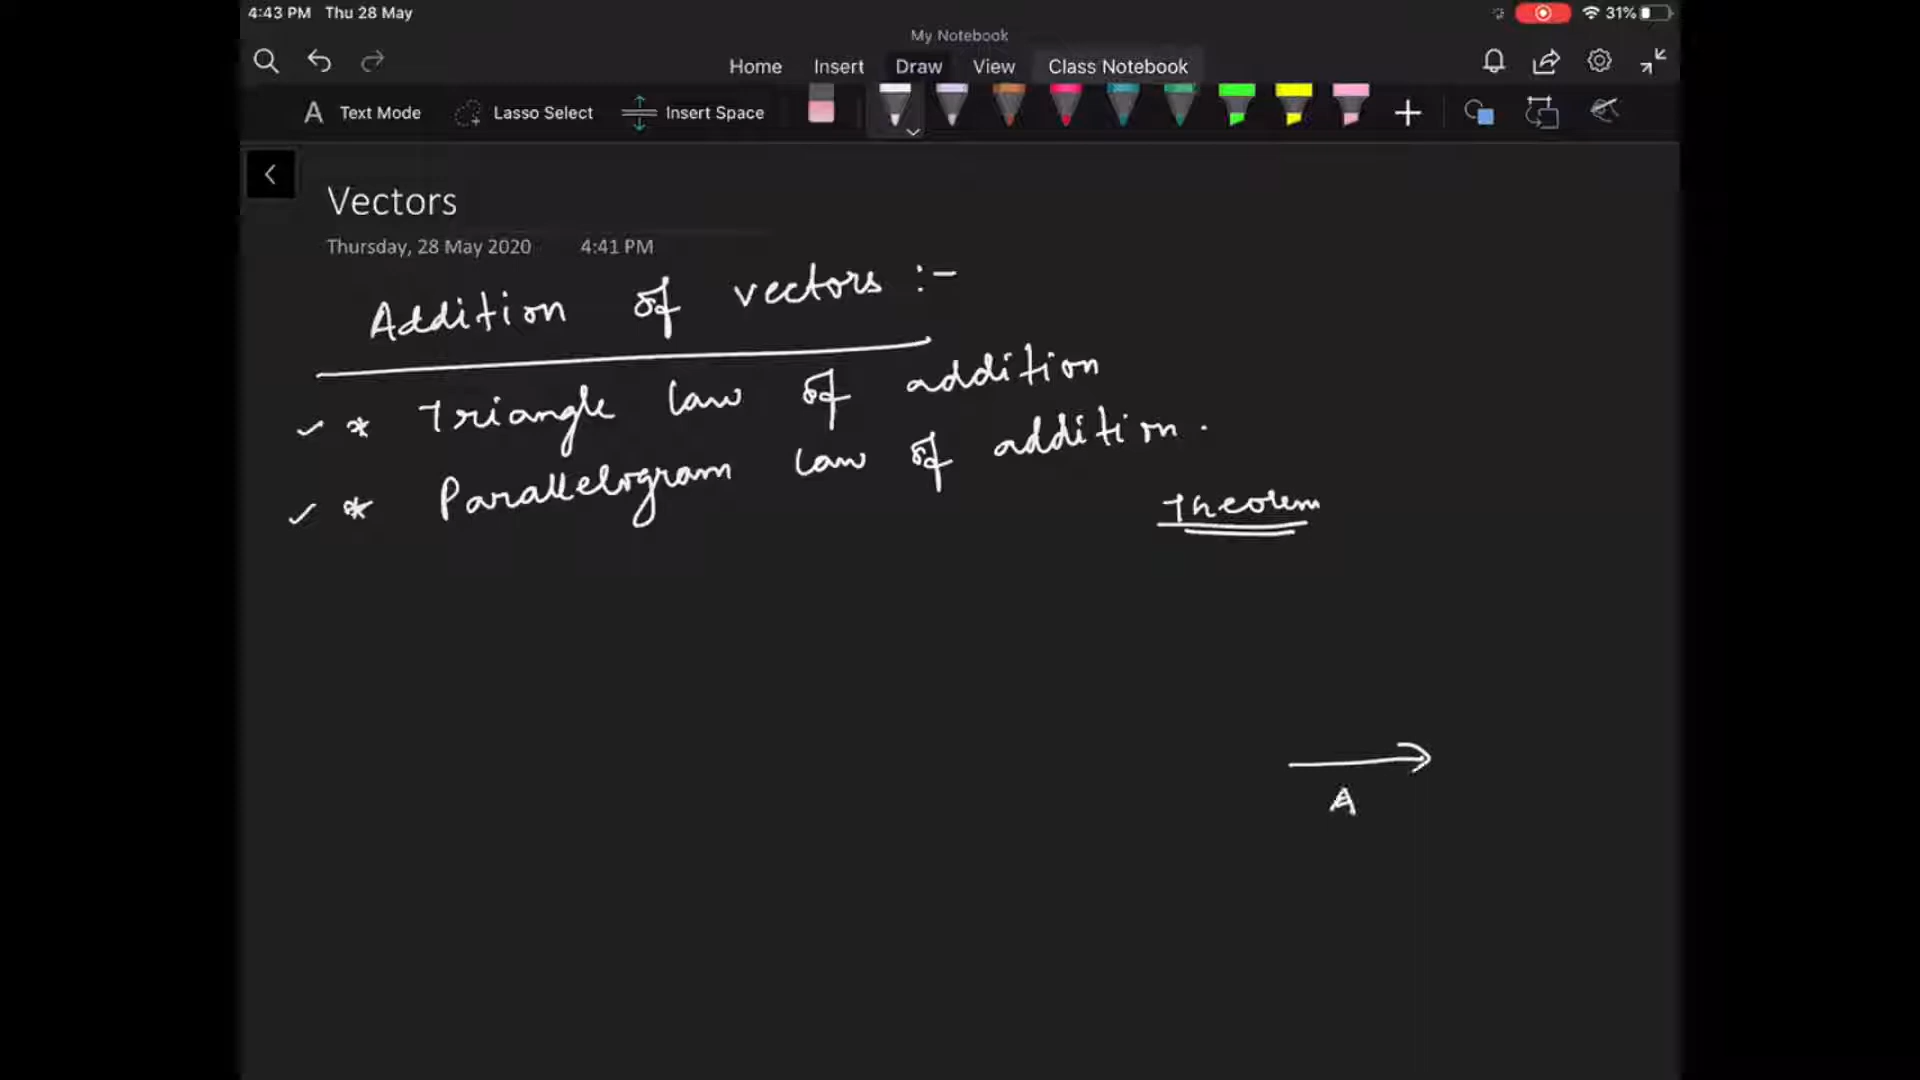 4:43 PM Thu 28 May 31%
My Notebook
Home Insert Draw View Class Notebook
A Text Mode Lasso Select Insert Space
Vectors
Thursday, 28 May 2020 4:41 PM
Addition of vectors :-
✓ * Triangle law of addition
✓ * Parallelogram law of addition.
Theorem
A